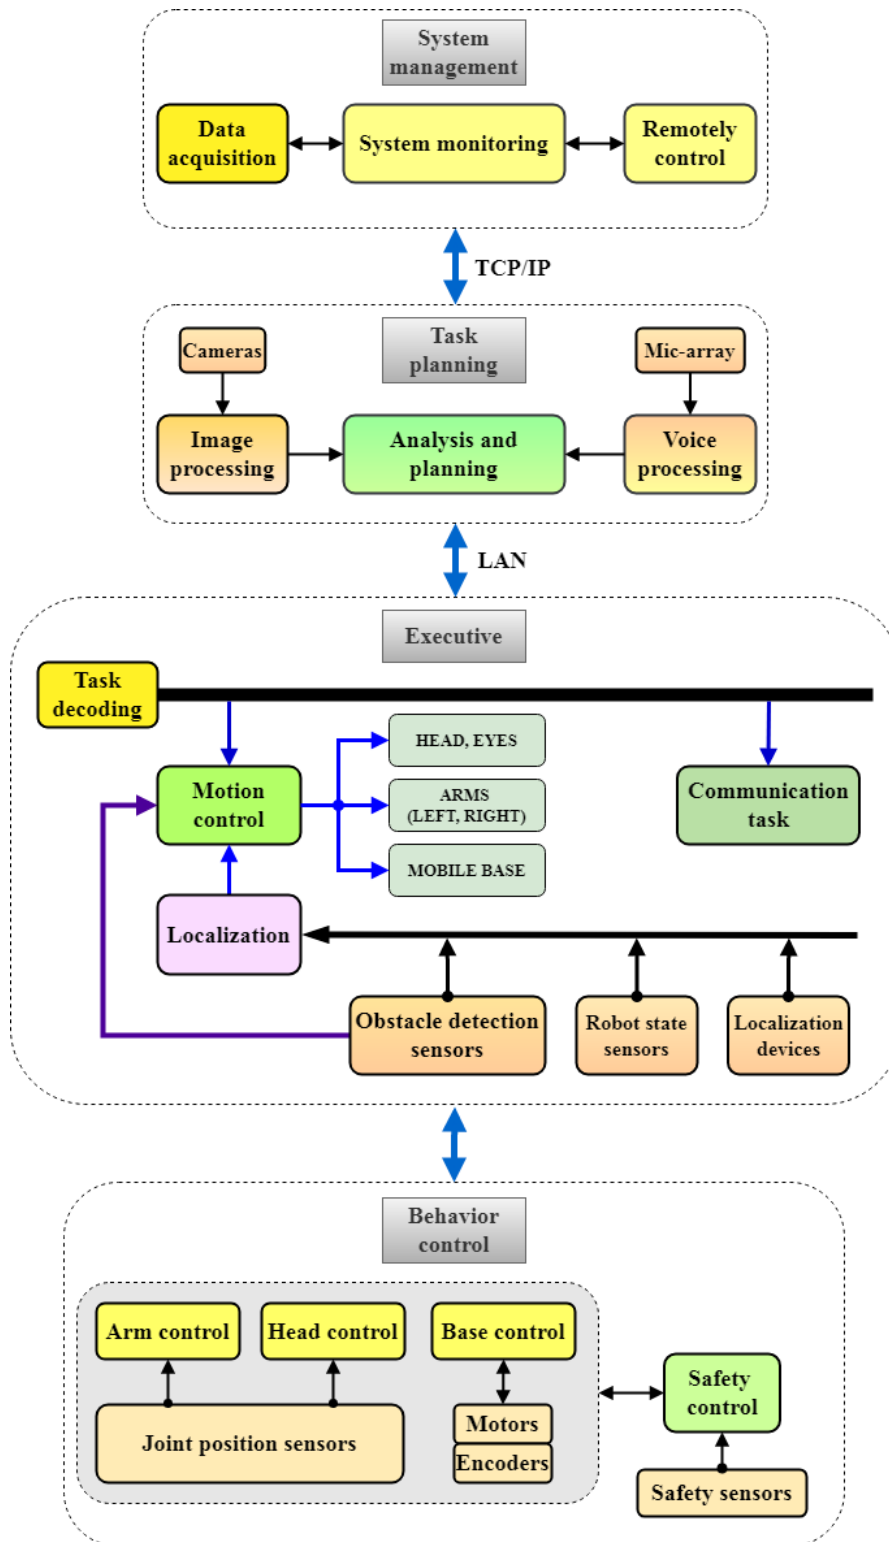 System
management
Data
acquisition
System monitoring
Remotely
control
TCP/IP
Task
planning
Cameras
Mic-array
Image
processing
Analysis and
planning
Voice
processing
LAN
Executive
Task
decoding
HEAD, EYES
Motion
control
ARMS
(LEFT, RIGHT)
Communication
task
MOBILE BASE
Localization
Obstacle detection
sensors
Robot state
sensors
Localization
devices
Behavior
control
Arm control
Head control
Base control
Safety
control
Joint position sensors
Motors
Encoders
Safety sensors